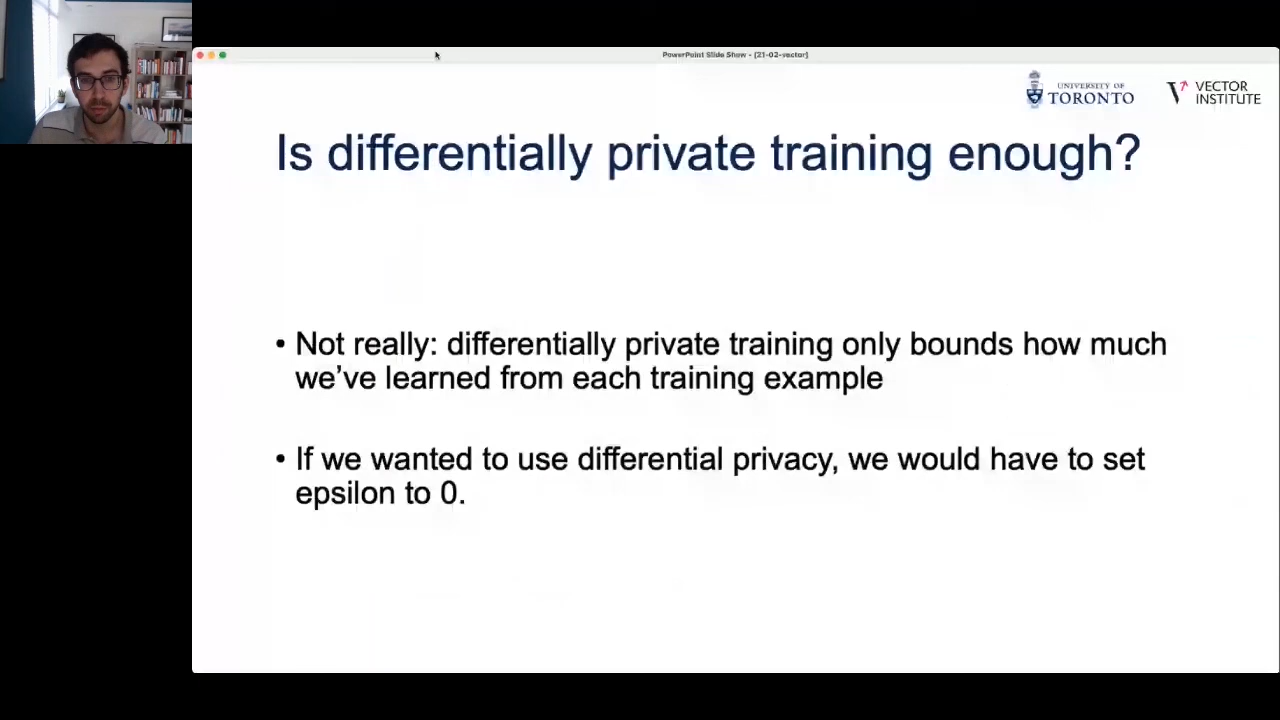 PowerPoint Slide Show - [21-02-vector]
UNIVERSITY OF
TORONTO
VECTOR
INSTITUTE
Is differentially private training enough?
• Not really: differentially private training only bounds how much
we’ve learned from each training example
• If we wanted to use differential privacy, we would have to set
epsilon to 0.